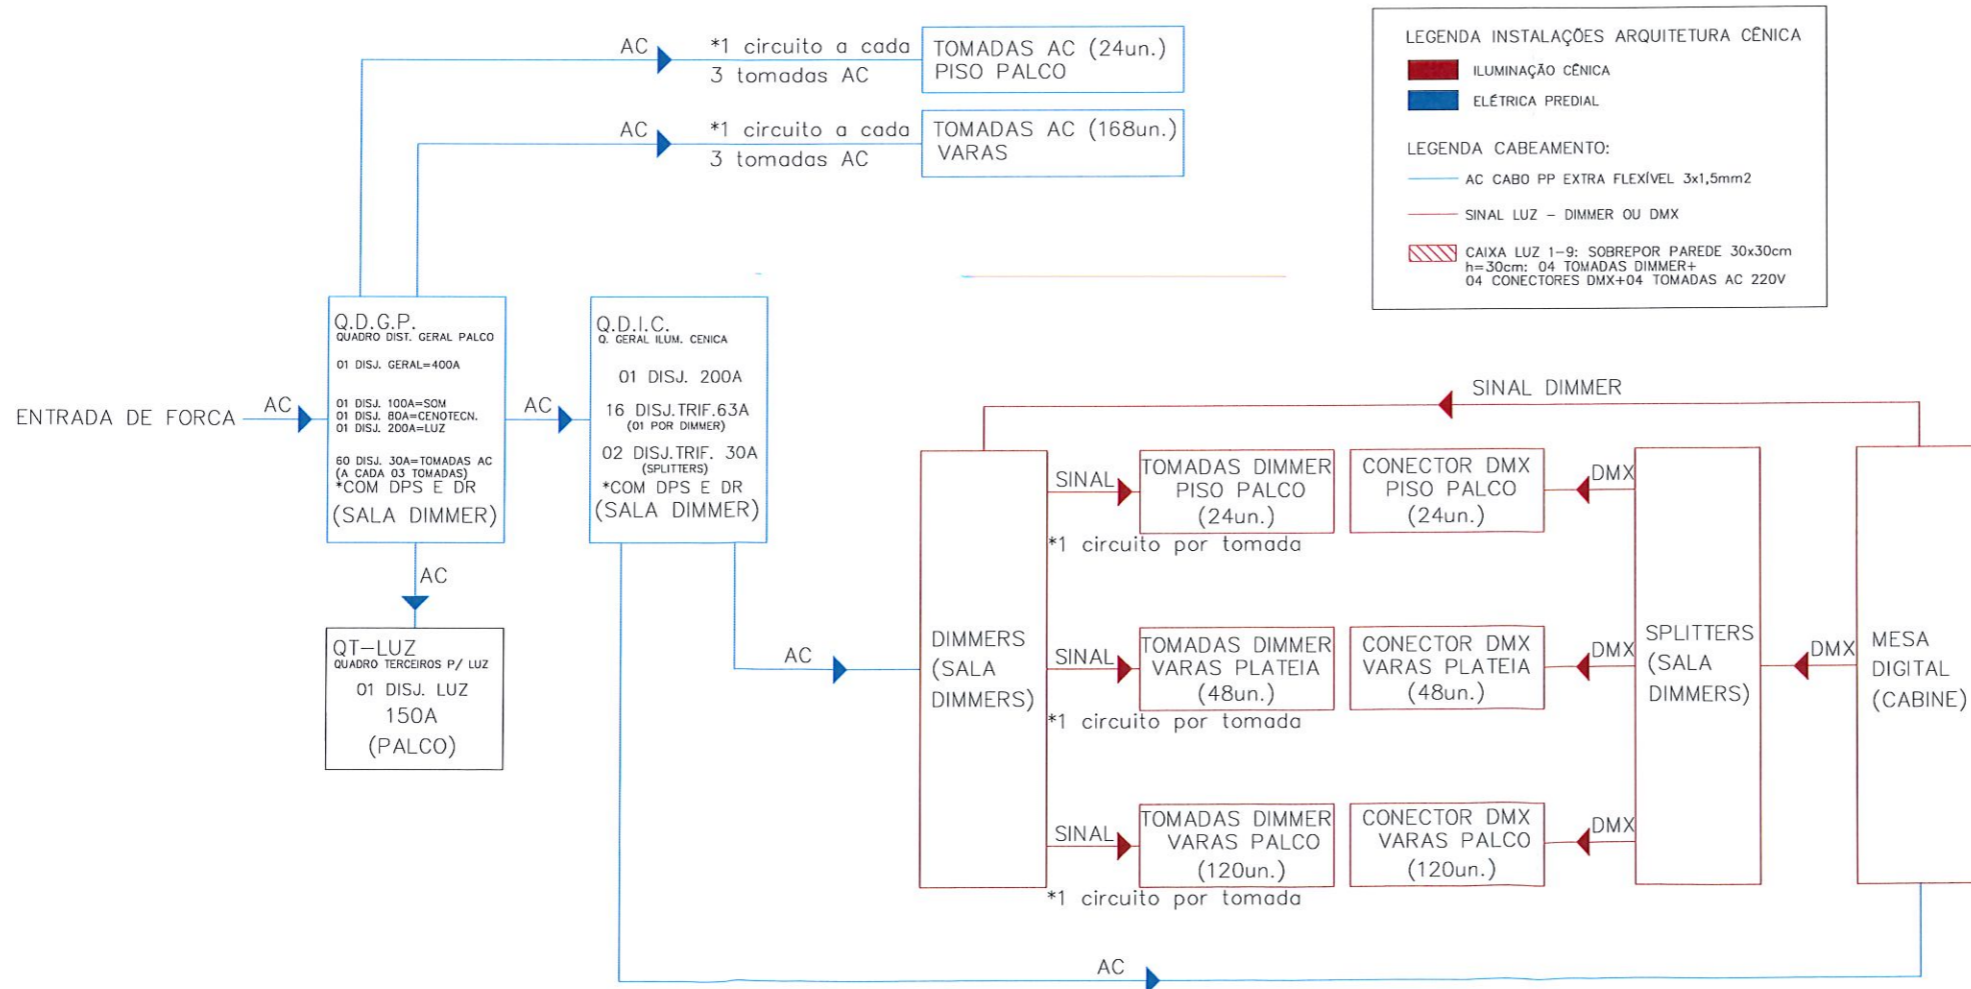 AC
*1 circuito a cada
3 tomadas AC
TOMADAS AC (24un.)
PISO PALCO
AC
*1 circuito a cada
3 tomadas AC
TOMADAS AC (168un.)
VARAS
LEGENDA INSTALAÇÕES ARQUITETURA CÊNICA
ILUMINAÇÃO CÊNICA
ELÉTRICA PREDIAL
LEGENDA CABEAMENTO:
AC CABO PP EXTRA FLEXÍVEL 3x1,5mm2
SINAL LUZ - DIMMER OU DMX
CAIXA LUZ 1-9: SOBREPOR PAREDE 30x30cm
h=30cm: 04 TOMADAS DIMMER+
04 CONECTORES DMX+04 TOMADAS AC 220V
ENTRADA DE FORCA
AC
Q.D.G.P.
QUADRO DIST. GERAL PALCO
01 DISJ. GERAL=400A
01 DISJ. 100A=SOM
01 DISJ. 80A=CENOTECN.
01 DISJ. 200A=LUZ
60 DISJ. 30A=TOMADAS AC
(A CADA 03 TOMADAS)
*COM DPS E DR
(SALA DIMMER)
AC
Q.D.I.C.
Q. GERAL ILUM. CENICA
01 DISJ. 200A
16 DISJ.TRIF.63A
(01 POR DIMMER)
02 DISJ.TRIF. 30A
(SPLITTERS)
*COM DPS E DR
(SALA DIMMER)
AC
QT-LUZ
QUADRO TERCEIROS P/ LUZ
01 DISJ. LUZ
150A
(PALCO)
AC
SINAL DIMMER
DIMMERS
(SALA
DIMMERS)
SINAL
TOMADAS DIMMER
PISO PALCO
(24un.)
*1 circuito por tomada
CONECTOR DMX
PISO PALCO
(24un.)
DMX
SINAL
TOMADAS DIMMER
VARAS PLATEIA
(48un.)
*1 circuito por tomada
CONECTOR DMX
VARAS PLATEIA
(48un.)
DMX
SINAL
TOMADAS DIMMER
VARAS PALCO
(120un.)
*1 circuito por tomada
CONECTOR DMX
VARAS PALCO
(120un.)
DMX
SPLITTERS
(SALA
DIMMERS)
DMX
MESA
DIGITAL
(CABINE)
AC